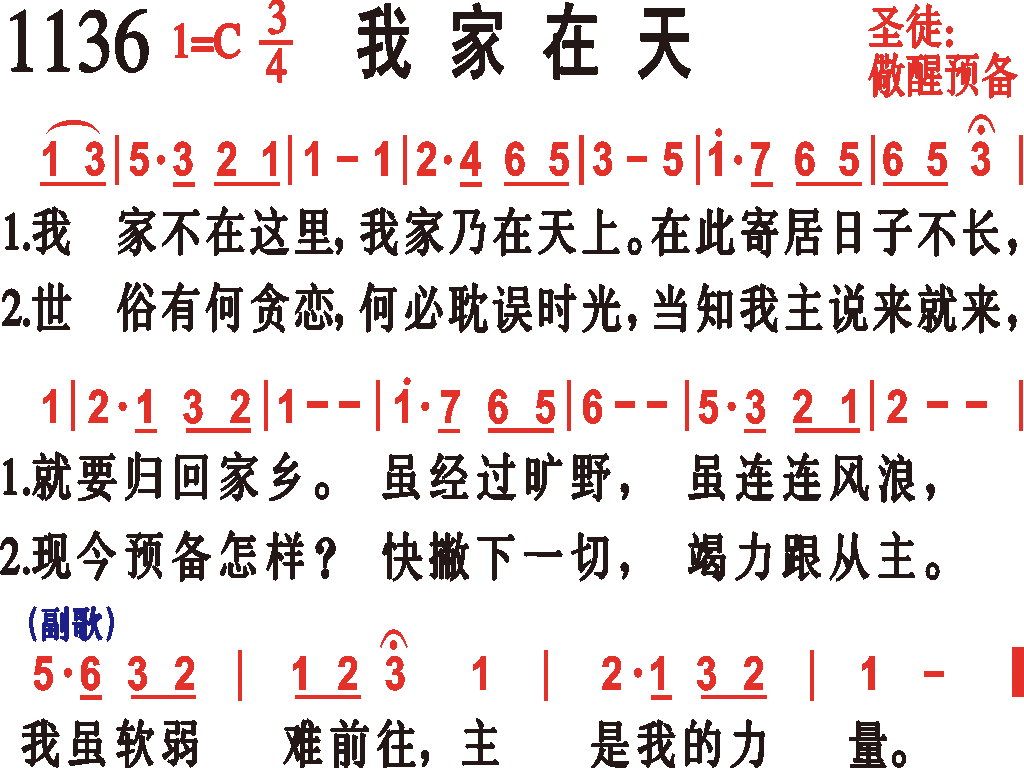 1136 1=C 3/4 我家在天 圣徒：
儆醒预备
1 3|5·3 2 1|1 - 1|2·4 6 5|3 - 5|1̇·7 6 5|6 5 3|
1.我 家不在这里，我家乃在天上。在此寄居日子不长，
2.世 俗有何贪恋，何必耽误时光，当知我主说来就来，
1|2·1 3 2|1 - -|1̇·7 6 5|6 - -|5·3 2 1|2 - -|
1.就要归回家乡。 虽经过旷野， 虽连连风浪，
2.现今预备怎样？ 快撇下一切， 竭力跟从主。
(副歌)
5·6 3 2 | 1 2 3 1 | 2·1 3 2 | 1 -
我虽软弱 难前往，主 是我的力 量。